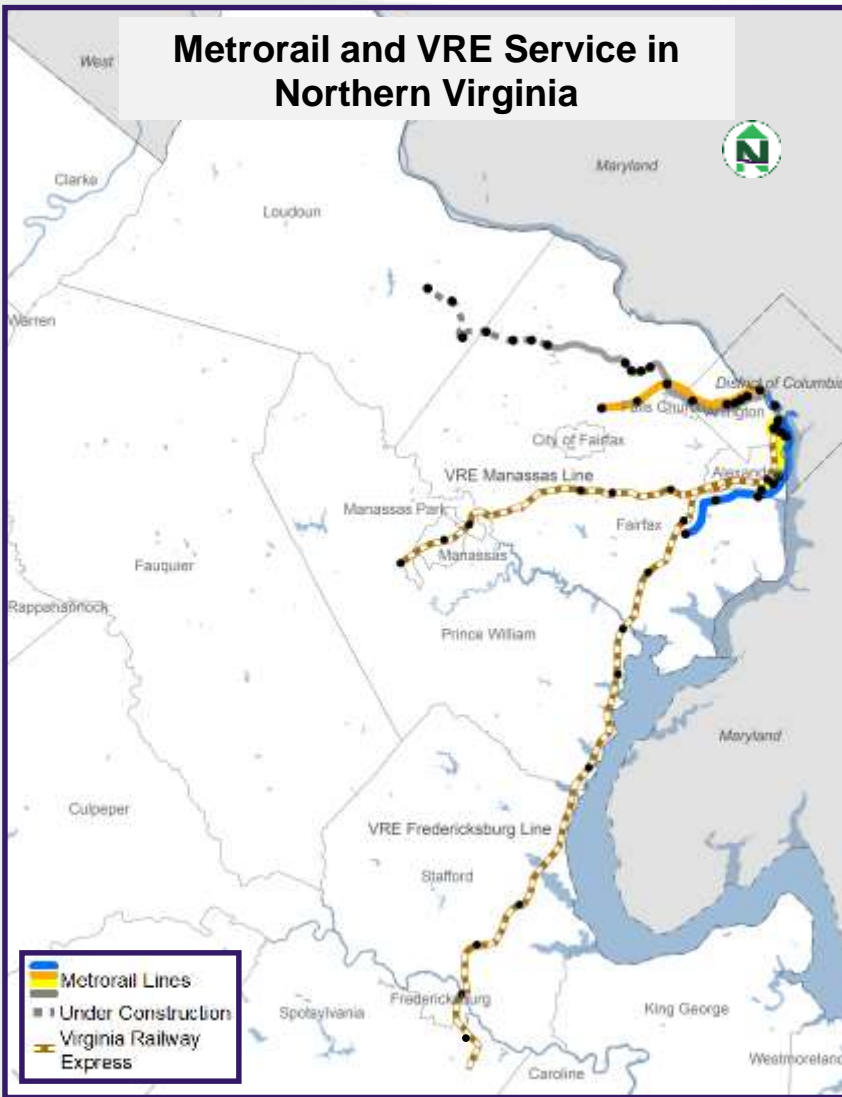 Metrorail and VRE Service in
Northern Virginia
West
N
Maryland
Clarke
Loudoun
Warren
District of Columbia
Falls Church
Arlington
City of Fairfax
VRE Manassas Line
Alexandria
Manassas Park
Fairfax
Manassas
Fauquier
Rappahannock
Prince William
Maryland
Culpeper
VRE Fredericksburg Line
Stafford
Metrorail Lines
Under Construction
Virginia Railway
Express
Fredericksburg
Spotsylvania
King George
Westmoreland
Caroline